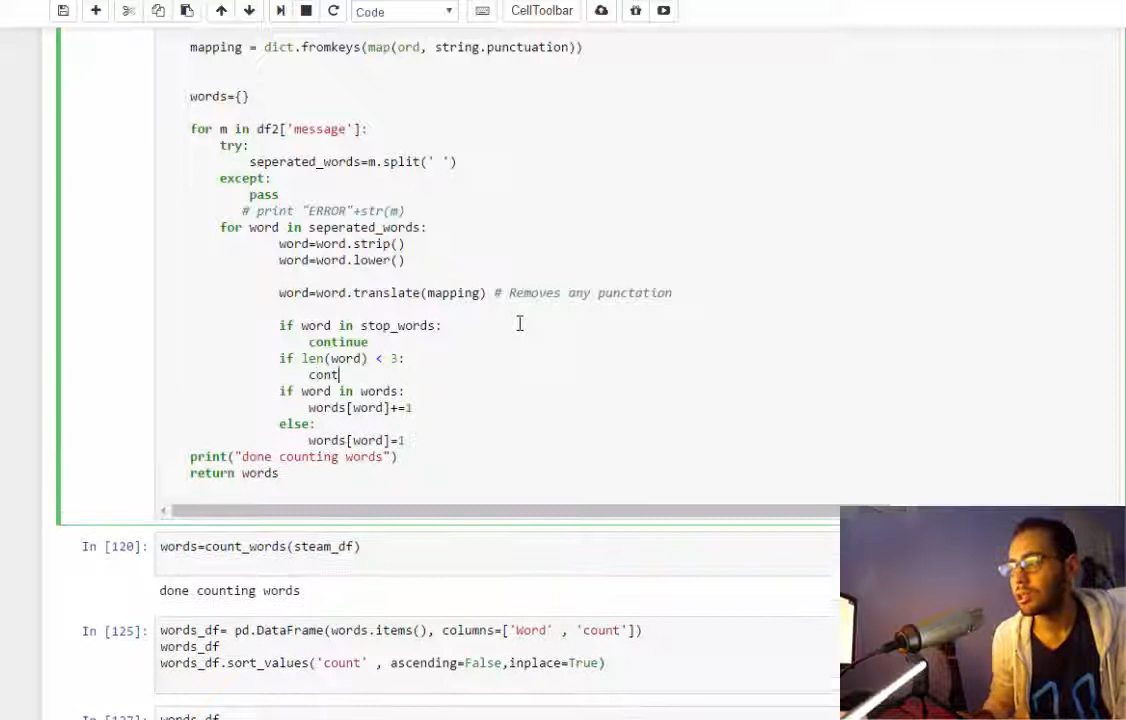 Code
CellToolbar
mapping = dict.fromkeys(map(ord, string.punctuation))
words={}
for m in df2['message']:
try:
seperated_words=m.split(' ')
except:
pass
# print "ERROR"+str(m)
for word in seperated_words:
word=word.strip()
word=word.lower()
word=word.translate(mapping) # Removes any punctation
if word in stop_words:
continue
if len(word) < 3:
cont
if word in words:
words[word]+=1
else:
words[word]=1
print("done counting words")
return words
In [120]: words=count_words(steam_df)
done counting words
In [125]: words_df= pd.DataFrame(words.items(), columns=['Word' , 'count'])
words_df
words_df.sort_values('count' , ascending=False,inplace=True)
In [127]: words_df